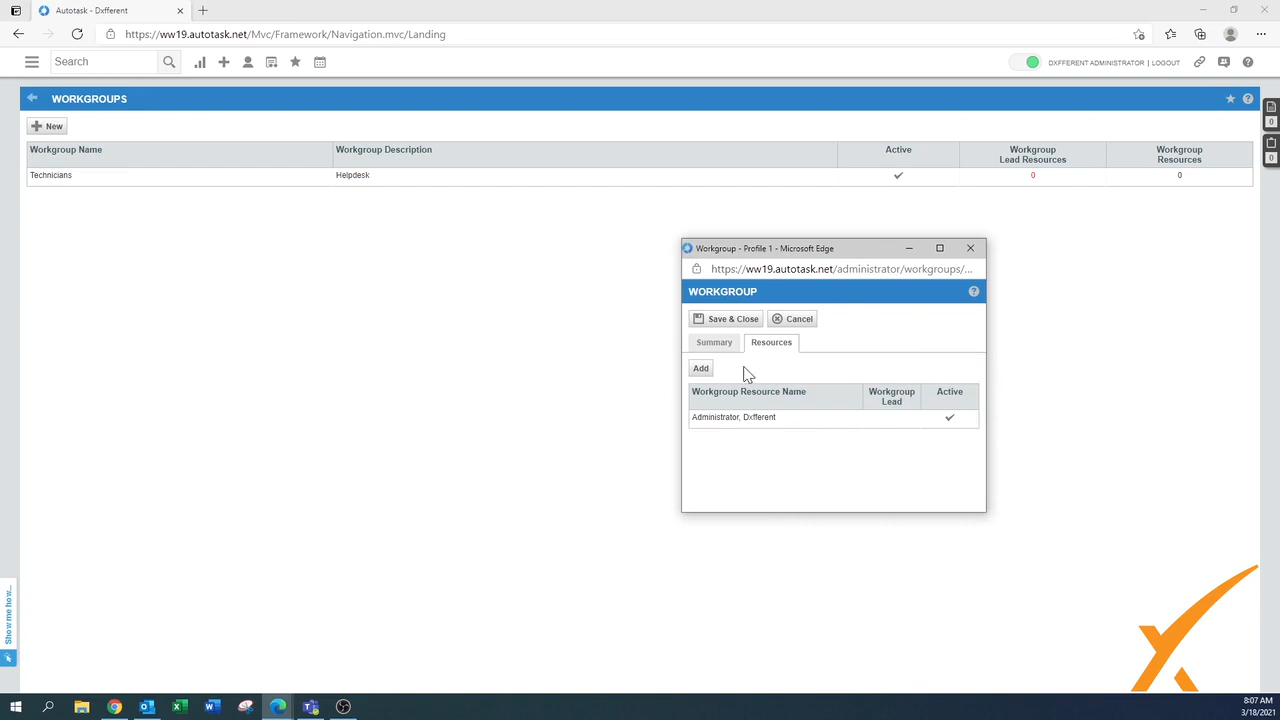 Autotask - Dxfferent
https://ww19.autotask.net/Mvc/Framework/Navigation.mvc/Landing
Search
DXFFERENT ADMINISTRATOR | LOGOUT
WORKGROUPS
New
Workgroup Name
Workgroup Description
Active
Workgroup
Lead Resources
Workgroup
Resources
Technicians
Helpdesk
0
0
0
0
Workgroup - Profile 1 - Microsoft Edge
https://ww19.autotask.net/administrator/workgroups/...
WORKGROUP
Save & Close
Cancel
Summary
Resources
Add
Workgroup Resource Name
Workgroup
Lead
Active
Administrator, Dxfferent
Show me how...
8:07 AM
3/18/2021